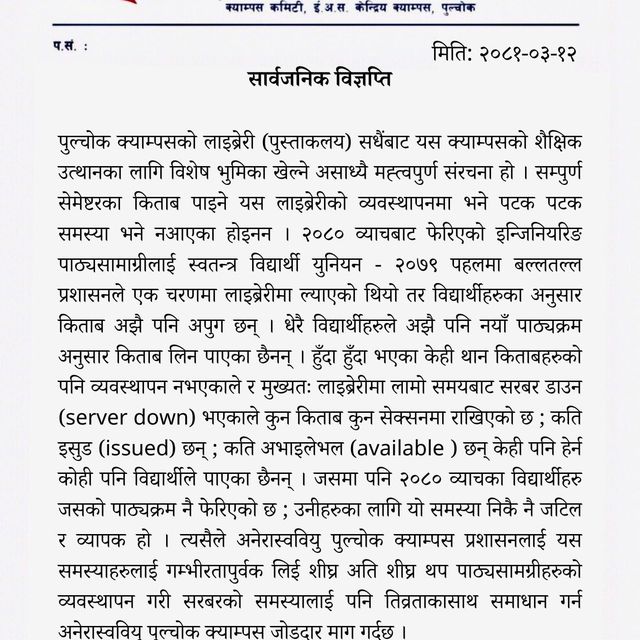 क्याम्पस कमिटी, ई.अ.स. केन्द्रिय क्याम्पस, पुल्चोक
प.सं. :
मिति: २०८१-०३-१२
सार्वजनिक विज्ञप्ति
पुल्चोक क्याम्पसको लाइब्रेरी (पुस्ताकलय) सधैंबाट यस क्याम्पसको शैक्षिक
उत्थानका लागि विशेष भुमिका खेल्ने असाध्यै महत्वपुर्ण संरचना हो । सम्पुर्ण
सेमेष्टरका किताब पाइने यस लाइब्रेरीको व्यवस्थापनमा भने पटक पटक
समस्या भने नआएका होइनन । २०८० व्याचबाट फेरिएको इन्जिनियरिङ
पाठ्यसामाग्रीलाई स्वतन्त्र विद्यार्थी युनियन - २०७९ पहलमा बल्लतल्ल
प्रशासनले एक चरणमा लाइब्रेरीमा ल्याएको थियो तर विद्यार्थीहरुका अनुसार
किताब अझै पनि अपुग छन् । धेरै विद्यार्थीहरुले अझै पनि नयाँ पाठ्यक्रम
अनुसार किताब लिन पाएका छैनन् । हुँदा हुँदा भएका केही थान किताबहरुको
पनि व्यवस्थापन नभएकाले र मुख्यतः लाइब्रेरीमा लामो समयबाट सरबर डाउन
(server down) भएकाले कुन किताब कुन सेक्सनमा राखिएको छ ; कति
इसुड (issued) छन् ; कति अभाइलेभल (available ) छन् केही पनि हेर्न
कोही पनि विद्यार्थीले पाएका छैनन् । जसमा पनि २०८० व्याचका विद्यार्थीहरु
जसको पाठ्यक्रम नै फेरिएको छ ; उनीहरुका लागि यो समस्या निकै नै जटिल
र व्यापक हो । त्यसैले अनेरास्ववियु पुल्चोक क्याम्पस प्रशासनलाई यस
समस्याहरुलाई गम्भीरतापुर्वक लिई शीघ्र अति शीघ्र थप पाठ्यसामग्रीहरुको
व्यवस्थापन गरी सरबरको समस्यालाई पनि तिव्रताकासाथ समाधान गर्न
अनेरास्ववियु पुल्चोक क्याम्पस जोडदार माग गर्दछ ।